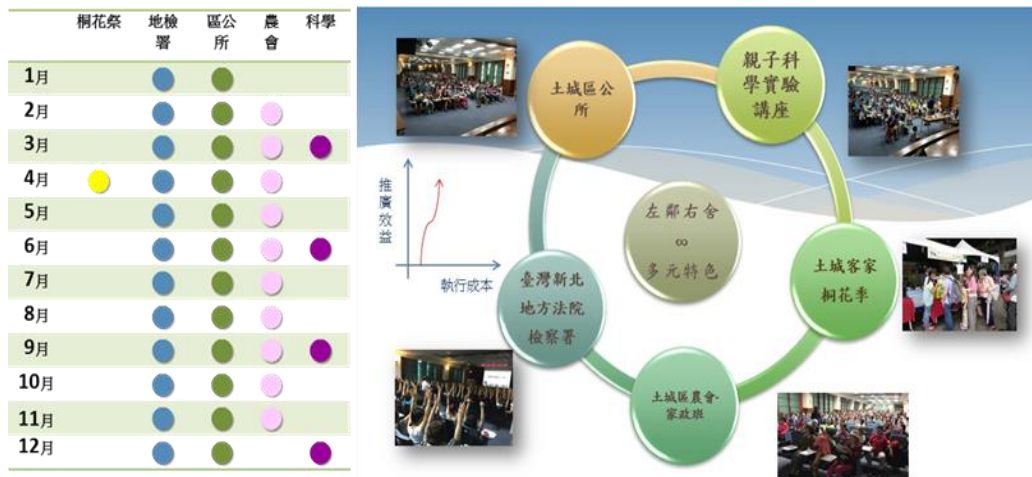 桐花祭
地檢
署
區公
所
農
會
科學
1月
2月
3月
4月
5月
6月
7月
8月
9月
10月
11月
12月
土城區公
所
親子科
學實驗
講座
推廣效益
執行成本
左鄰右舍
∞
多元特色
臺灣新北
地方法院
檢察署
土城客家
桐花季
土城區農會-
家政班